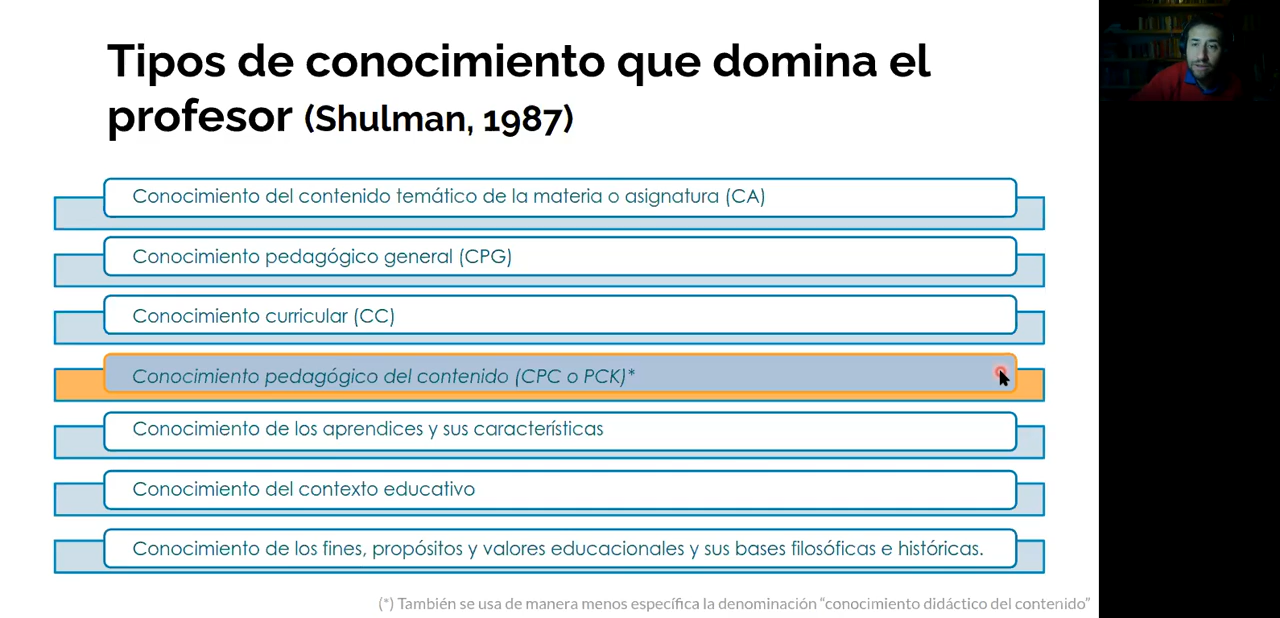 Tipos de conocimiento que domina el
profesor (Shulman, 1987)
Conocimiento del contenido temático de la materia o asignatura (CA)
Conocimiento pedagógico general (CPG)
Conocimiento curricular (CC)
Conocimiento pedagógico del contenido (CPC o PCK)*
Conocimiento de los aprendices y sus características
Conocimiento del contexto educativo
Conocimiento de los fines, propósitos y valores educacionales y sus bases filosóficas e históricas.
(*) También se usa de manera menos específica la denominación “conocimiento didáctico del contenido”